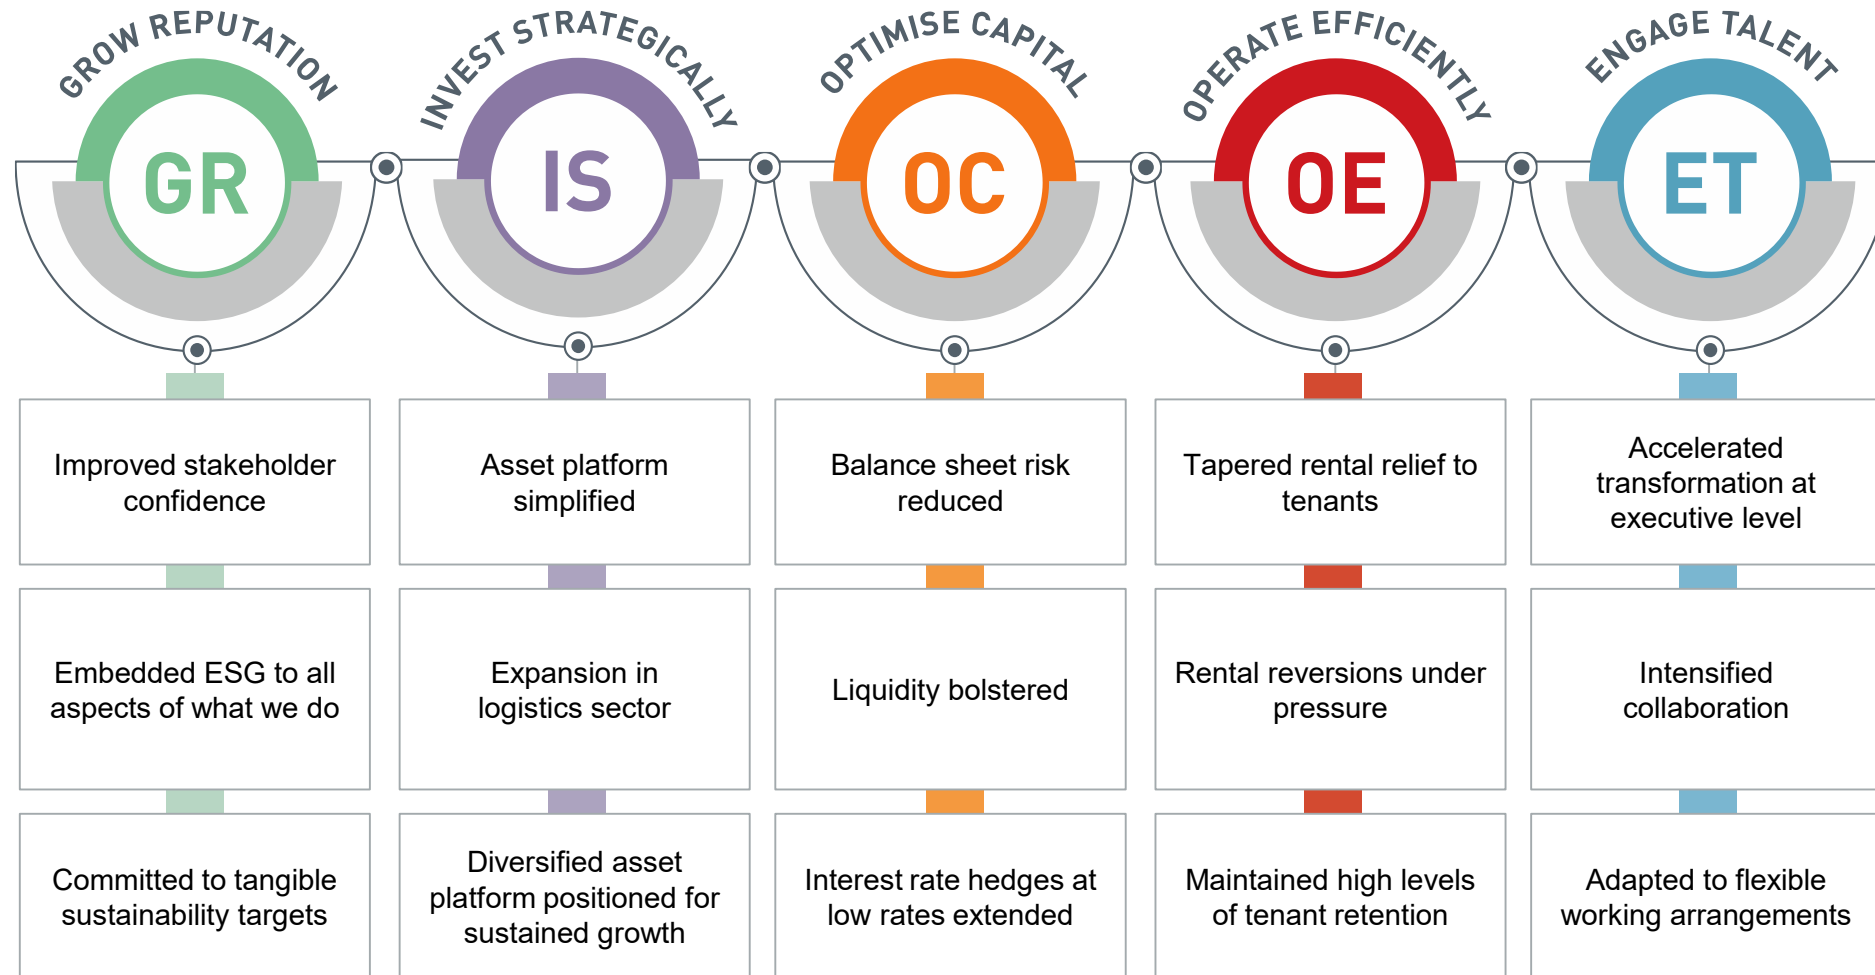 GROW REPUTATION
GR
INVEST STRATEGICALLY
IS
OPTIMISE CAPITAL
OC
OPERATE EFFICIENTLY
OE
ENGAGE TALENT
ET
Improved stakeholder
confidence
Embedded ESG to all
aspects of what we do
Committed to tangible
sustainability targets
Asset platform
simplified
Expansion in
logistics sector
Diversified asset
platform positioned for
sustained growth
Balance sheet risk
reduced
Liquidity bolstered
Interest rate hedges at
low rates extended
Tapered rental relief to
tenants
Rental reversions under
pressure
Maintained high levels
of tenant retention
Accelerated
transformation at
executive level
Intensified
collaboration
Adapted to flexible
working arrangements